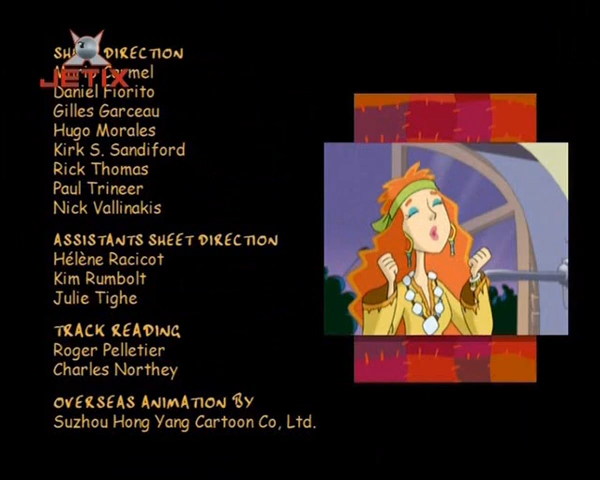 DIRECTION
JETIX
Daniel Fiorito
Gilles Garceau
Hugo Morales
Kirk S. Sandiford
Rick Thomas
Paul Trineer
Nick Vallinakis
ASSISTANTS SHEET DIRECTION
Hélène Racicot
Kim Rumbolt
Julie Tighe
TRACK READING
Roger Pelletier
Charles Northey
OVERSEAS ANIMATION BY
Suzhou Hong Yang Cartoon Co, Ltd.